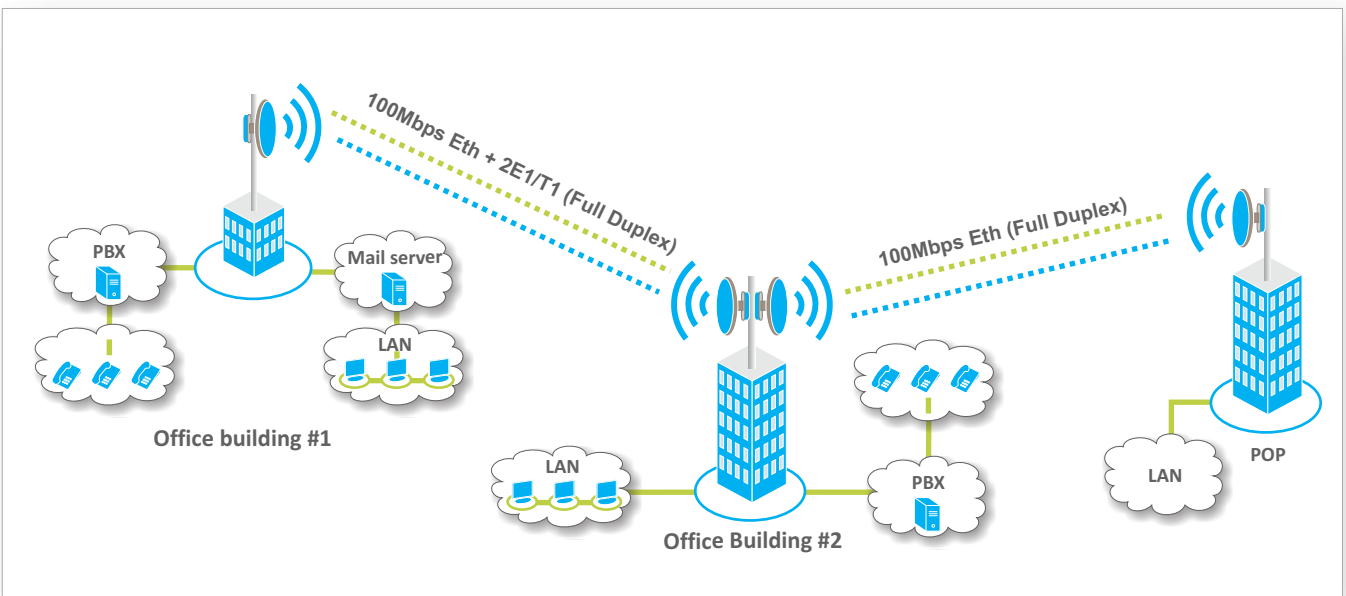 100Mbps Eth + 2E1/T1 (Full Duplex)
100Mbps Eth (Full Duplex)
PBX
Mail server
LAN
Office building #1
LAN
PBX
Office Building #2
LAN
POP